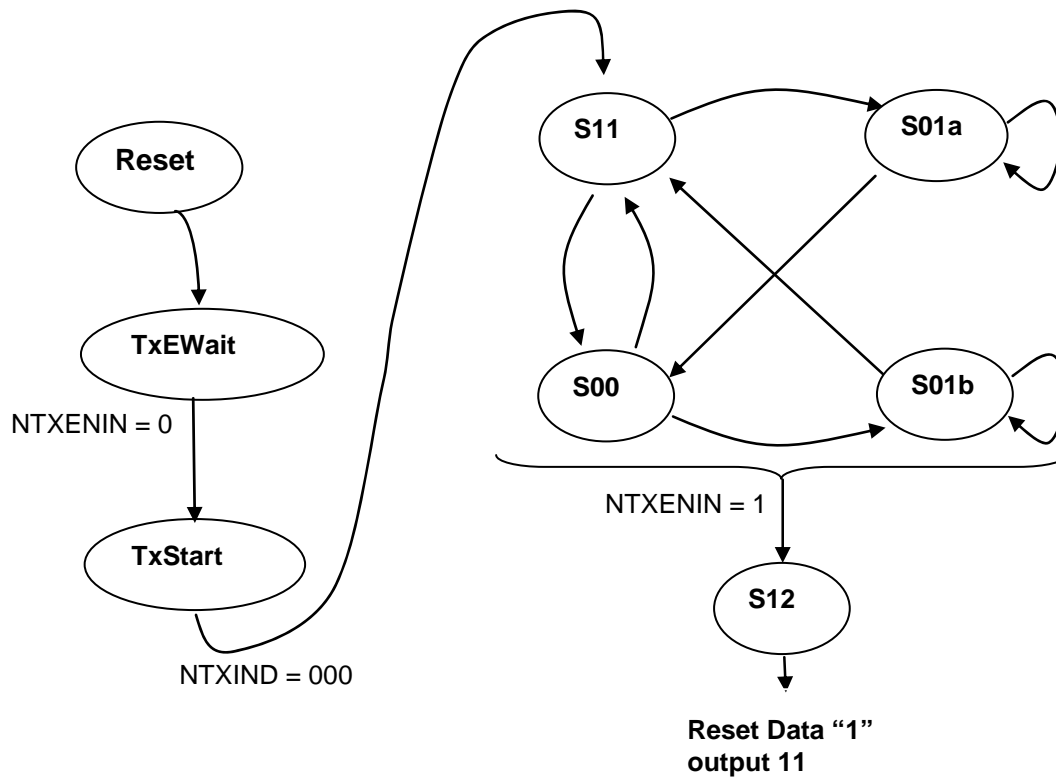 S11
S01a
Reset
TxEWait
S00
S01b
NTXENIN = 0
NTXENIN = 1
TxStart
S12
NTXIND = 000
Reset Data “1”
output 11